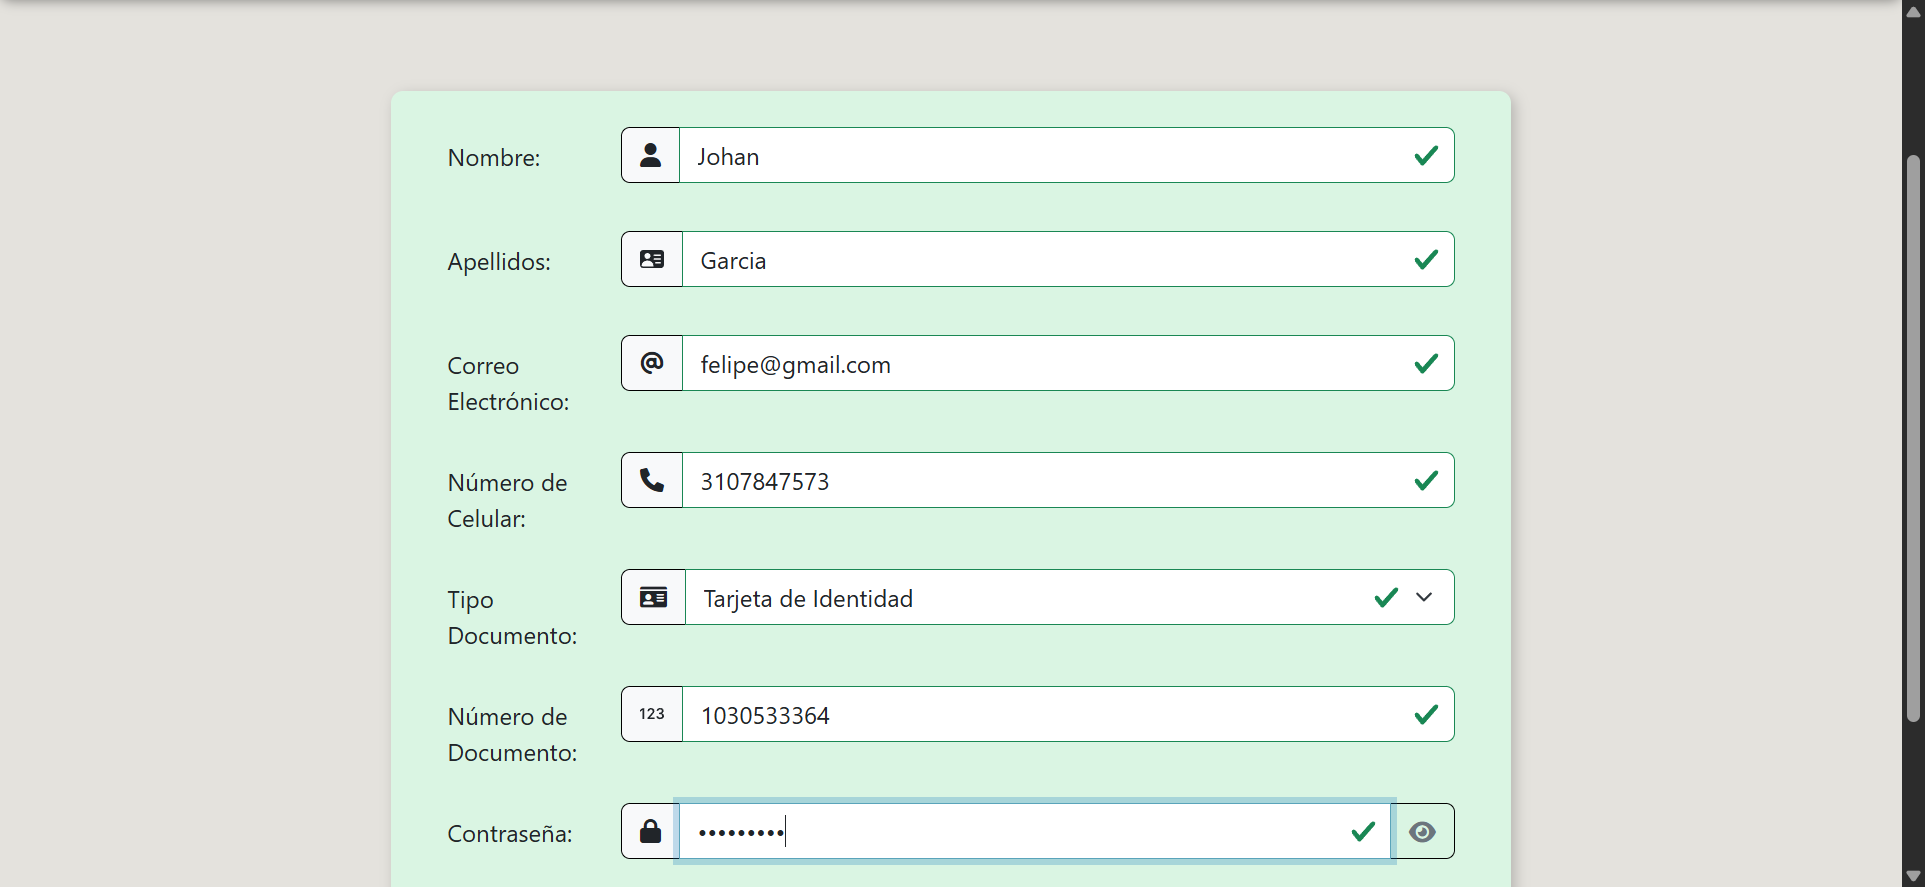 Nombre:
Johan
Apellidos:
Garcia
Correo
Electrónico:
felipe@gmail.com
Número de
Celular:
3107847573
Tipo
Documento:
Tarjeta de Identidad
Número de
Documento:
123
1030533364
Contraseña:
•••••••••